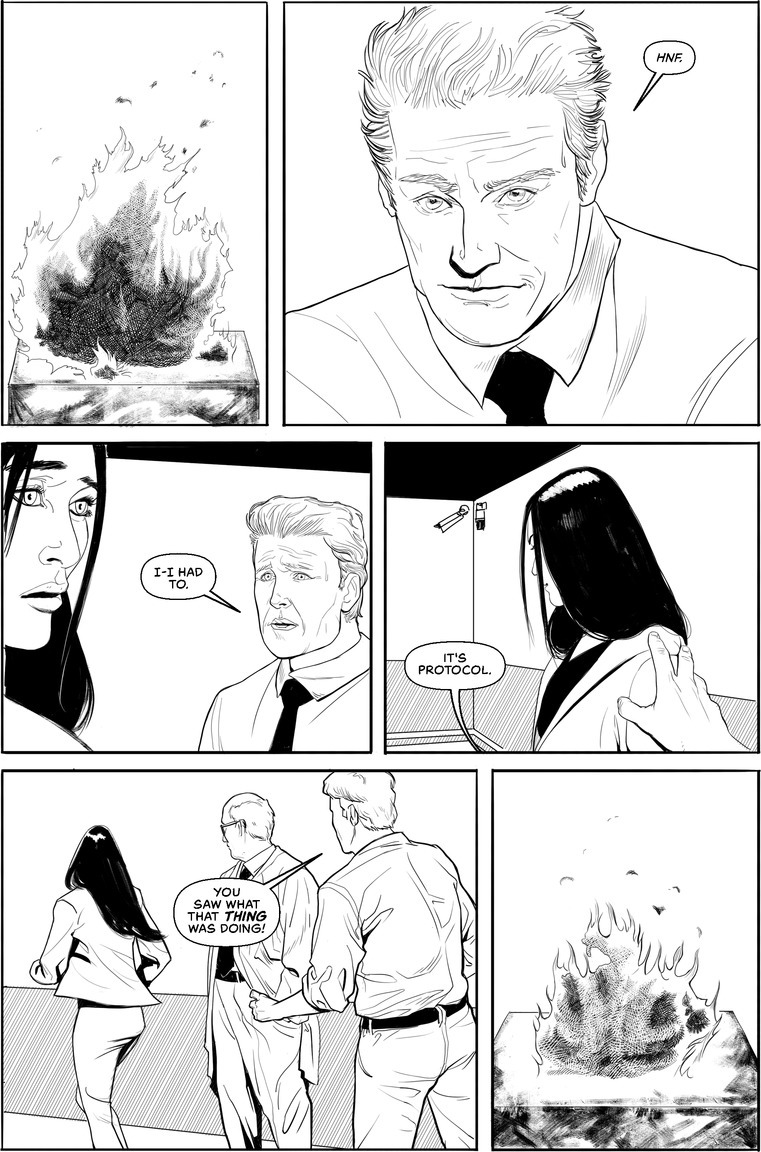 HNF.
I-I HAD
TO.
IT'S
PROTOCOL.
YOU
SAW WHAT
THAT THING
WAS DOING!